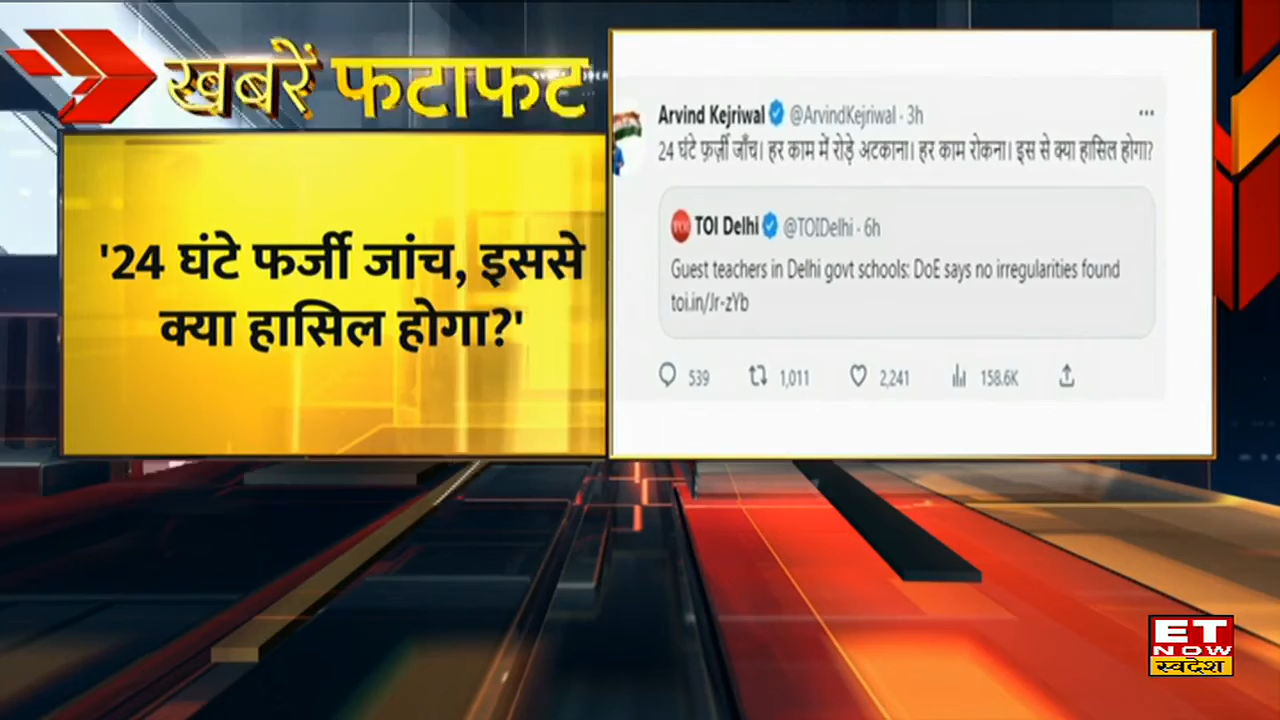 खबरें फटाफट
'24 घंटे फर्जी जांच, इससे
क्या हासिल होगा?'
Arvind Kejriwal @ArvindKejriwal · 3h
24 घंटे फ़र्ज़ी जाँच। हर काम में रोड़े अटकाना। हर काम रोकना। इस से क्या हासिल होगा?
TOI Delhi @TOIDelhi · 6h
Guest teachers in Delhi govt schools: DoE says no irregularities found
toi.in/Jr-zYb
539 1,011 2,241 158.6K
ET
NOW
स्वदेश